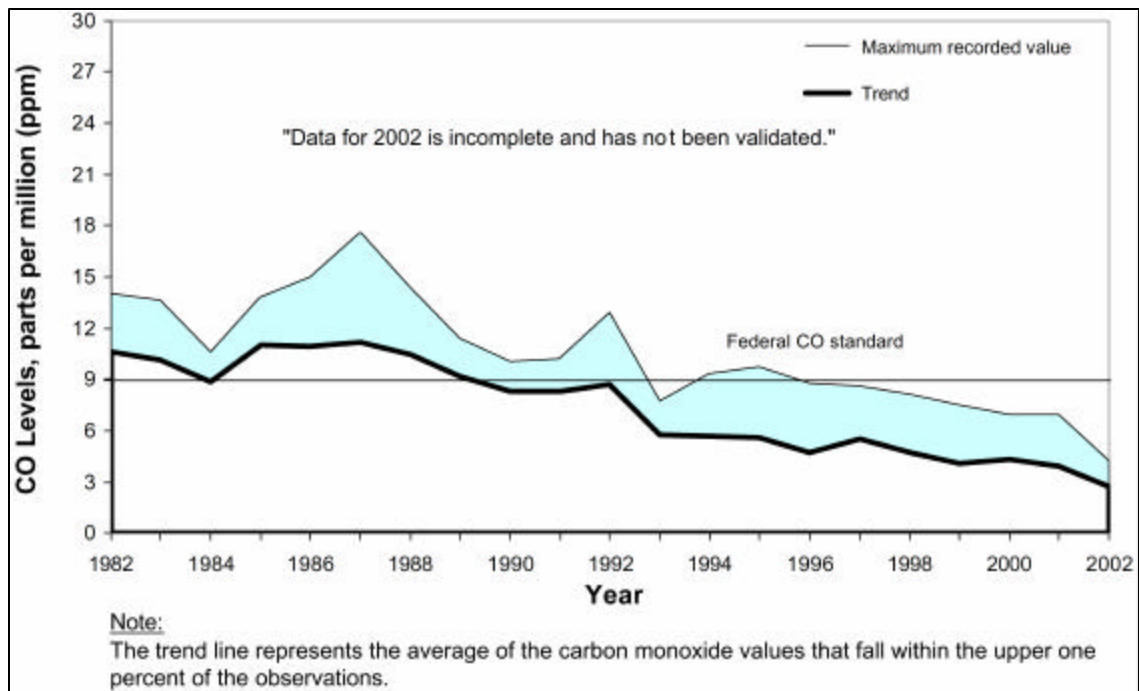 30
27
24
21
18
15
12
9
6
3
0
CO Levels, parts per million (ppm)
Maximum recorded value
Trend
"Data for 2002 is incomplete and has not been validated."
Federal CO standard
1982 1984 1986 1988 1990 1992 1994 1996 1998 2000 2002
Year
Note:
The trend line represents the average of the carbon monoxide values that fall within the upper one
percent of the observations.